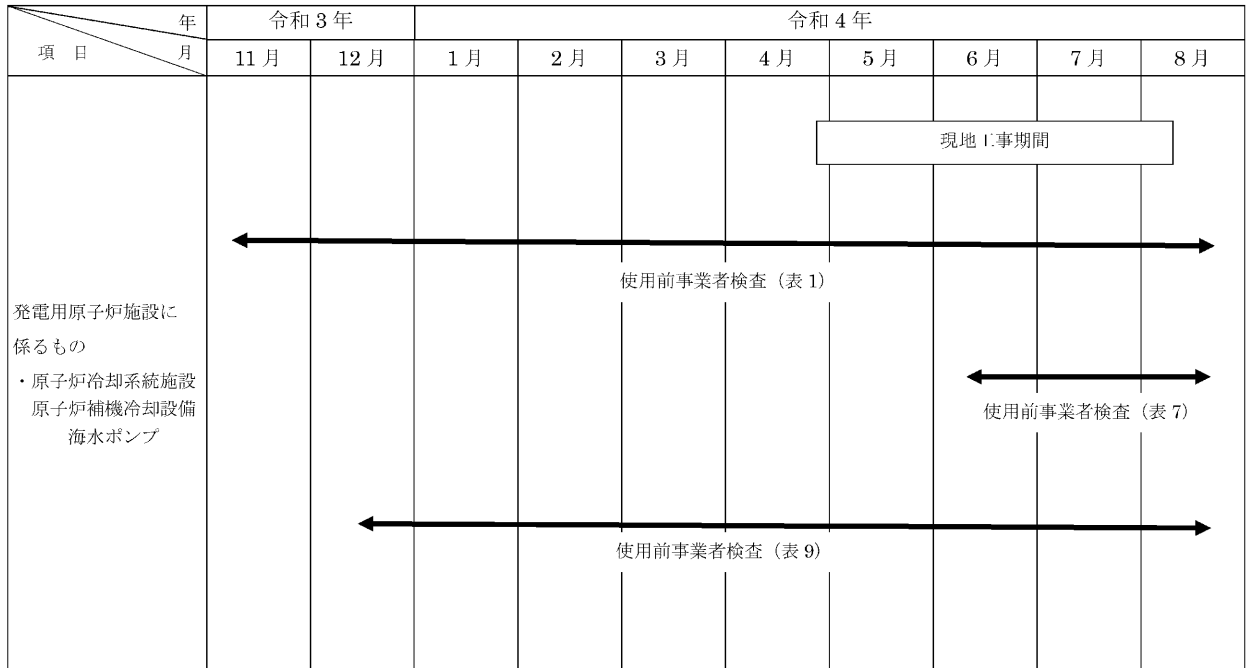 年 令和 3 年 令和 4 年
項 目 月 11 月 12 月 1 月 2 月 3 月 4 月 5 月 6 月 7 月 8 月
現地工事期間
使用前事業者検査（表 1）
発電用原子炉施設に
係るもの
・原子炉冷却系統施設
原子炉補機冷却設備
海水ポンプ
使用前事業者検査（表 7）
使用前事業者検査（表 9）